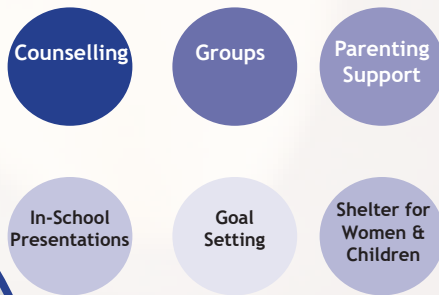 Counselling
Groups
Parenting
Support
In-School
Presentations
Goal
Setting
Shelter for
Women &
Children